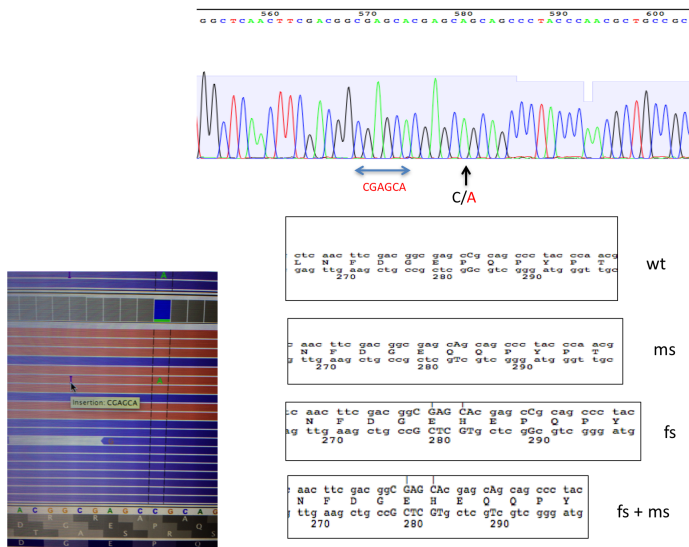 560 570 580 590 600
G G C T C A A C T T C G A C G G C G A G C A C G A G C A G C A G C C C T A C C C A A C G C T G C C G C
CGAGCA
C/A
c ctc aac ttc gac ggc gag cCg cag ccc tac cca acg
L N F D G E P Q P Y P T
gag ttg aag ctg ccg ctc gGc gtc ggg atg ggt tgc
270 280 290
wt
c aac ttc gac ggc gag cAg cag ccc tac cca acg
N F D G E Q Q P Y P T
g ttg aag ctg ccg ctc gTc gtc ggg atg ggt tgc
270 280 290
ms
c aac ttc gac ggC GAG CAc gag cCg cag ccc tac
N F D G E H E P Q P Y
ag ttg aag ctg ccG CTC GTg ctc gGc gtc ggg atg
270 280 290
fs
c aac ttc gac ggC GAG CAc gag cAg cag ccc tac
N F D G E H E Q Q P Y
g ttg aag ctg ccG CTC GTg ctc gTc gtc ggg atg
270 280 290
fs + ms
I A
I A
Insertion: CGAGCA
A C G G C G A G C C G C A G
D G E P Q